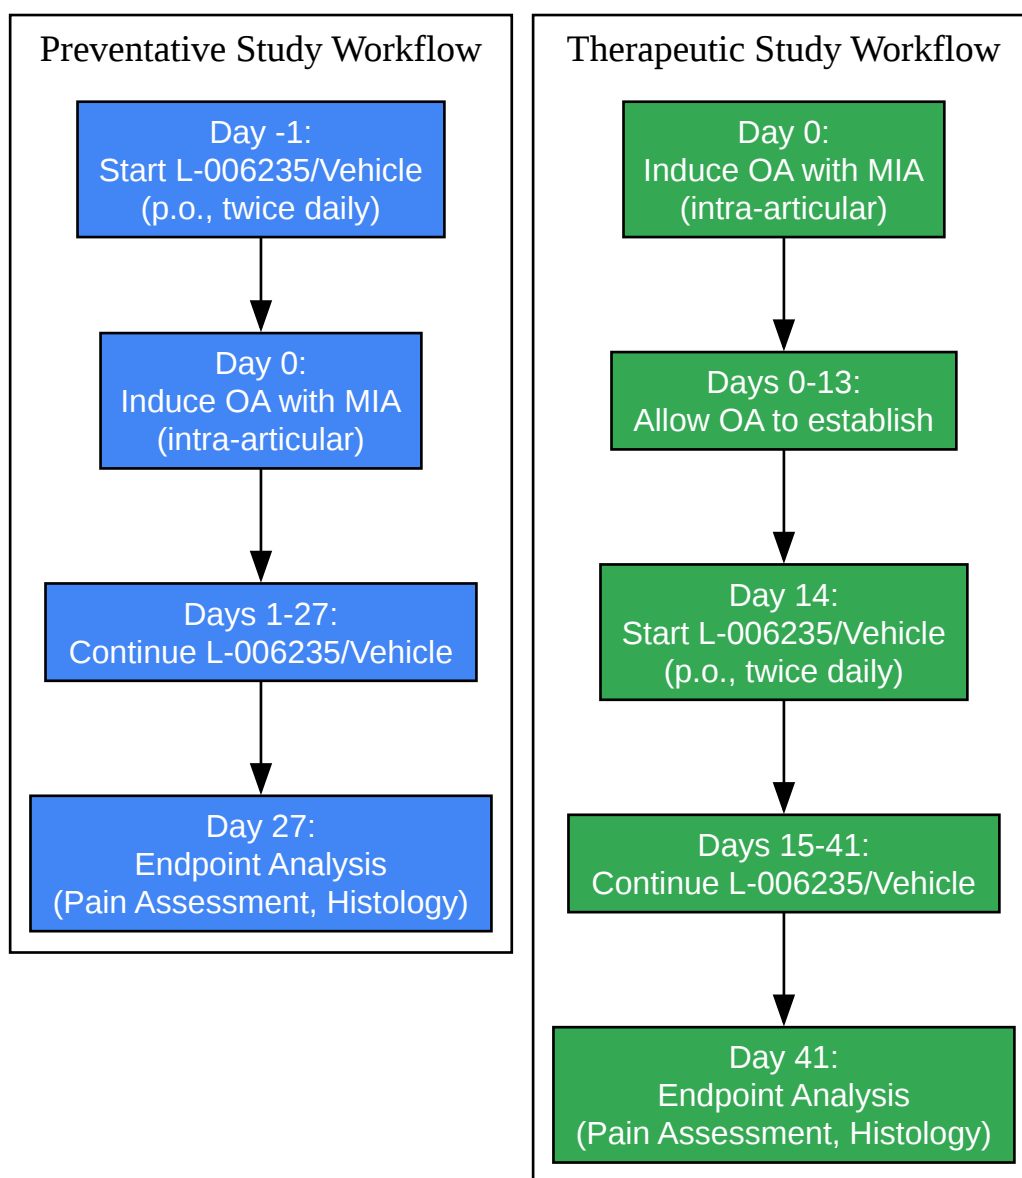 Preventative Study Workflow
Day -1:
Start L-006235/Vehicle
(p.o., twice daily)
Day 0:
Induce OA with MIA
(intra-articular)
Days 1-27:
Continue L-006235/Vehicle
Day 27:
Endpoint Analysis
(Pain Assessment, Histology)
Therapeutic Study Workflow
Day 0:
Induce OA with MIA
(intra-articular)
Days 0-13:
Allow OA to establish
Day 14:
Start L-006235/Vehicle
(p.o., twice daily)
Days 15-41:
Continue L-006235/Vehicle
Day 41:
Endpoint Analysis
(Pain Assessment, Histology)